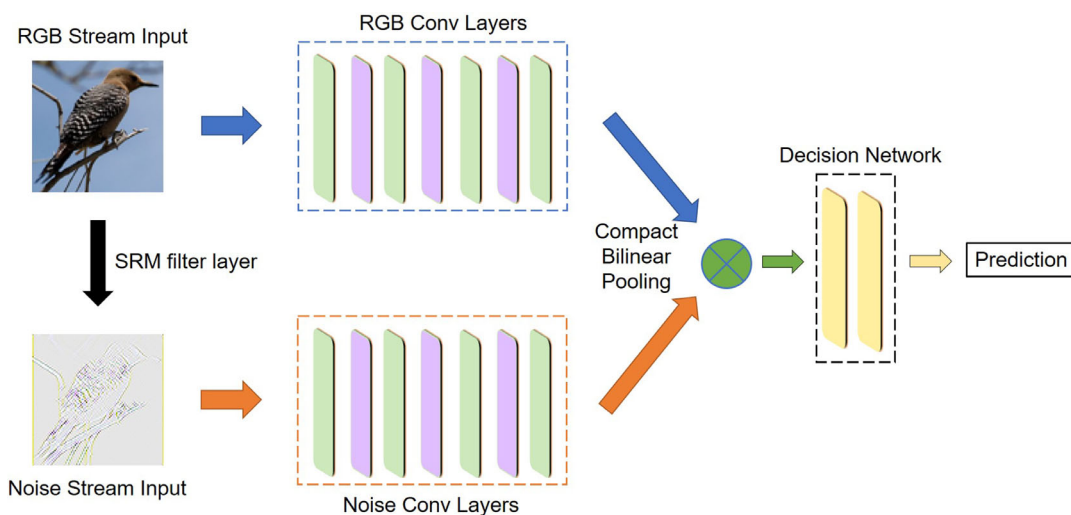 RGB Stream Input
RGB Conv Layers
SRM filter layer
Noise Stream Input
Noise Conv Layers
Compact
Bilinear
Pooling
Decision Network
Prediction